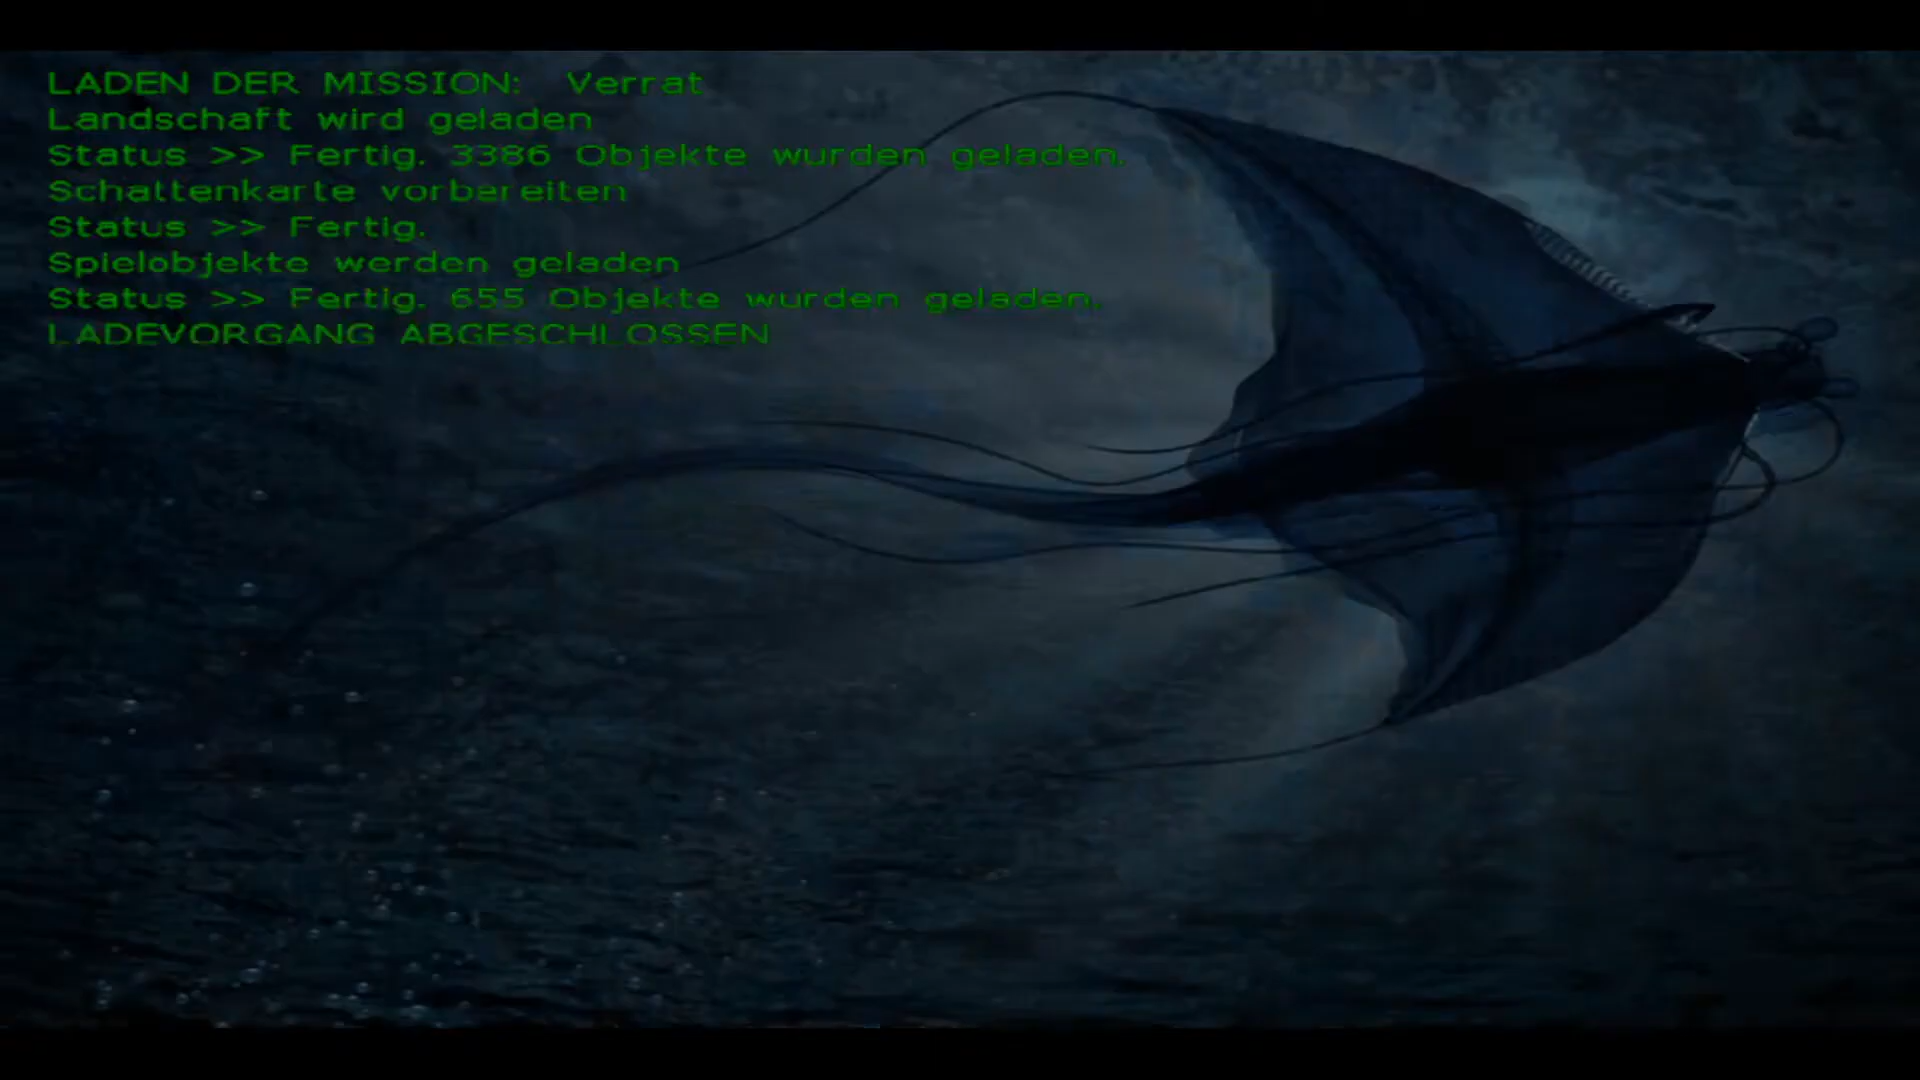 LADEN DER MISSION: Verrat
Landschaft wird geladen
Status >> Fertig. 3386 Objekte wurden geladen.
Schattenkarte vorbereiten
Status >> Fertig.
Spielobjekte werden geladen
Status >> Fertig. 655 Objekte wurden geladen.
LADEVORGANG ABGESCHLOSSEN